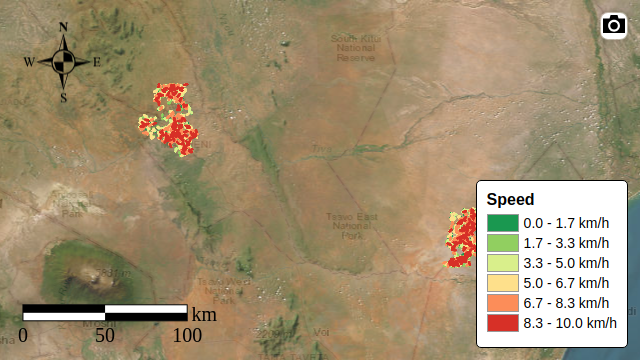 N
W E
S
South Kitui
National
Reserve
Tsavo East
National
Park
Park
Voi
Moshi
Speed
0.0 - 1.7 km/h
1.7 - 3.3 km/h
3.3 - 5.0 km/h
5.0 - 6.7 km/h
6.7 - 8.3 km/h
8.3 - 10.0 km/h
km
0 50 100